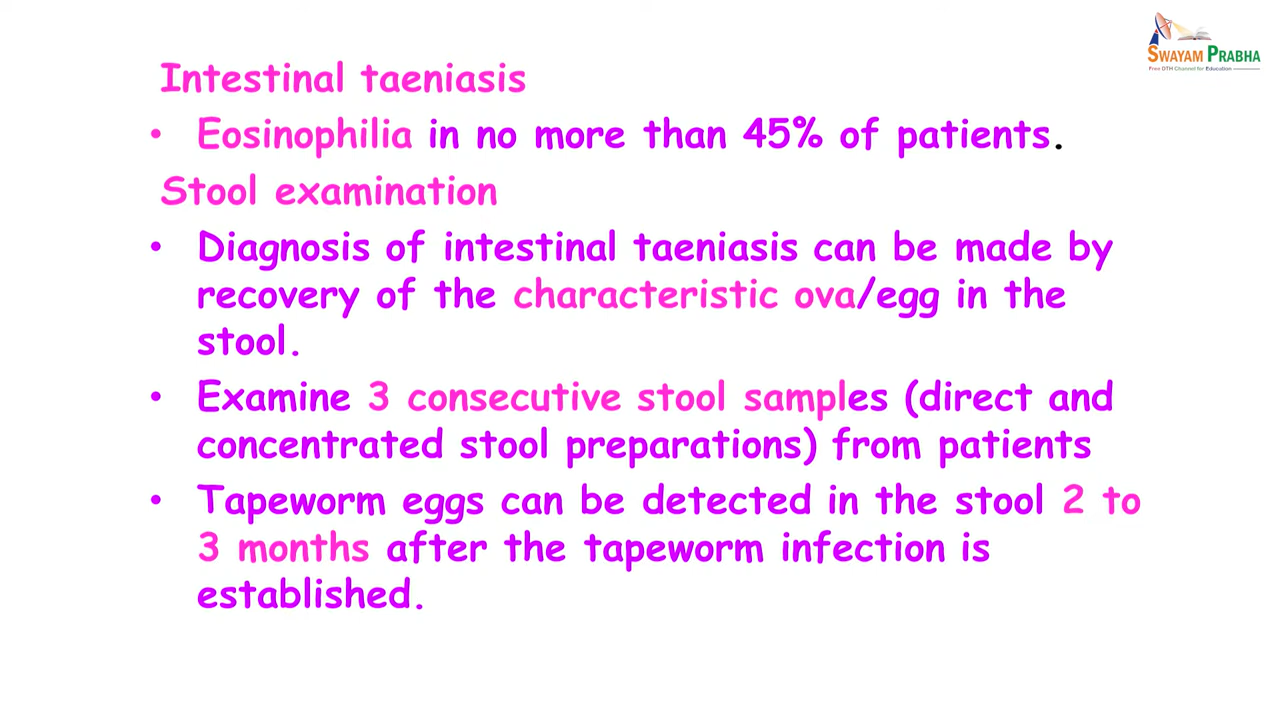 SWAYAM PRABHA
Free DTH Channel for Education
Intestinal taeniasis
• Eosinophilia in no more than 45% of patients.
Stool examination
• Diagnosis of intestinal taeniasis can be made by
recovery of the characteristic ova/egg in the
stool.
• Examine 3 consecutive stool samples (direct and
concentrated stool preparations) from patients
• Tapeworm eggs can be detected in the stool 2 to
3 months after the tapeworm infection is
established.